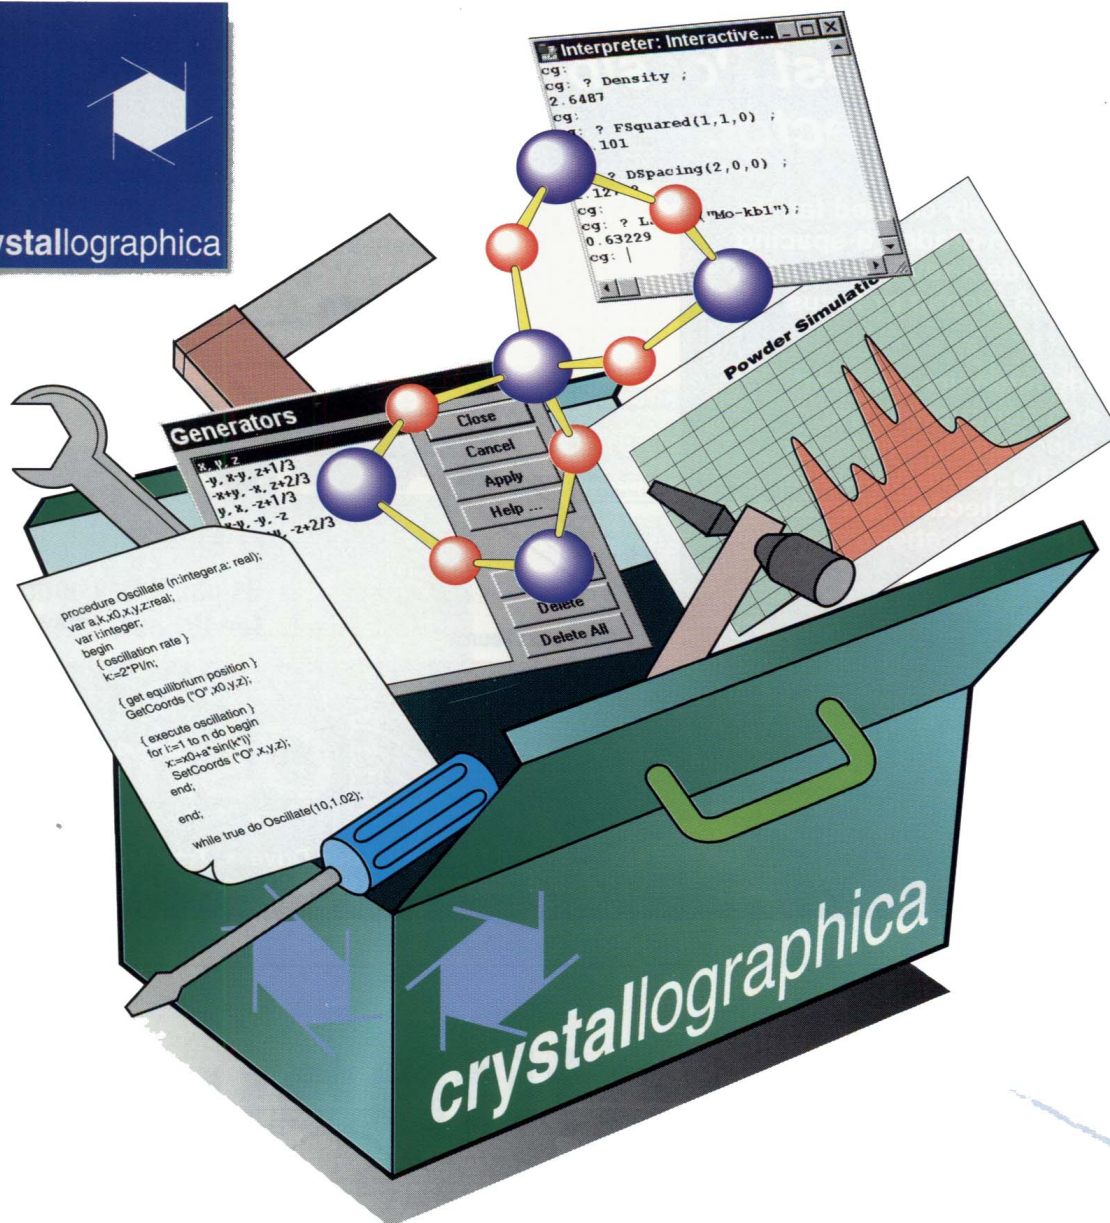 crystallographica
Interpreter: Interactive...
cg:
cg: ? Density ;
2.6487
cg:
? FSquared(1,1,0) ;
.101
? DSpacing(2,0,0) ;
cg:
cg: ? "Mo-kb1");
0.63229
cg: |
Powder Simulation
Generators
x, y, z
-y, x-y, z+1/3
-x+y, -x, z+2/3
y, x, -z+1/3
x-y, -y, -z
-z+2/3
Close
Cancel
Apply
Help ...
Delete
Delete All
procedure Oscillate (n:integer,a: real);
var a,k,x0,x,y,z:real;
var i:integer;
begin
{ oscillation rate }
k:=2*PI/n;
{ get equilibrium position }
GetCoords ("O",x0,y,z);
{ execute oscillation }
for i:=1 to n do begin
x:=x0+a*sin(k*i)'
SetCoords ("O",x,y,z);
end;
end;
while true do Oscillate(10,1.02);
crystallographica